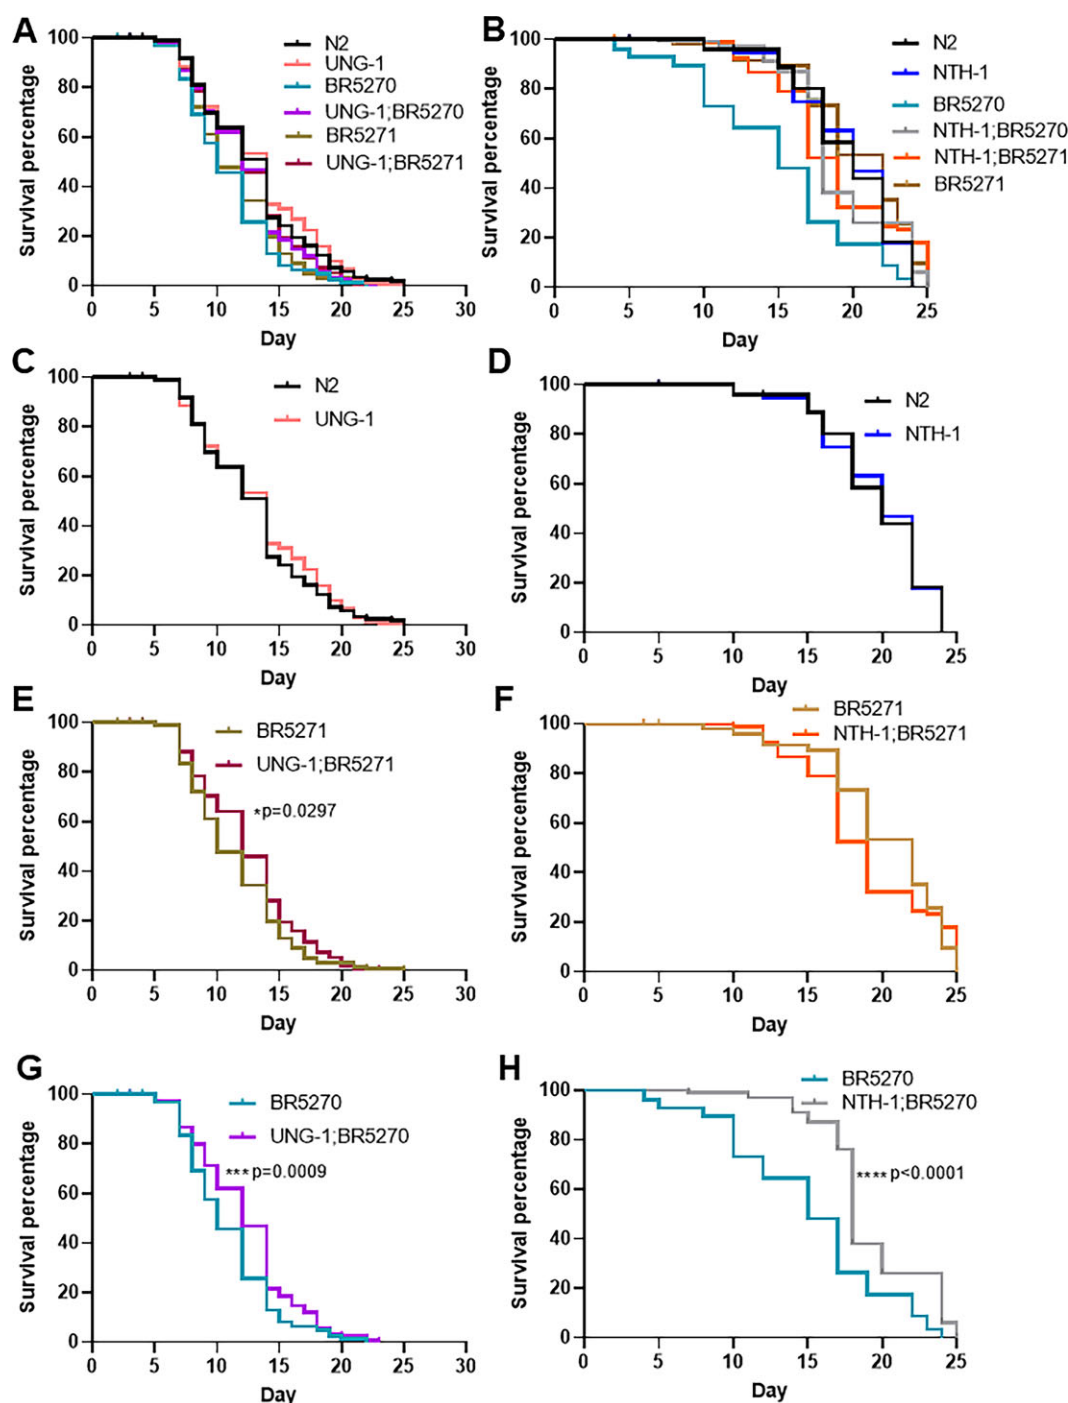 A
Survival percentage
100
80
60
40
20
0
0 5 10 15 20 25 30
Day
N2
UNG-1
BR5270
UNG-1;BR5270
BR5271
UNG-1;BR5271
B
Survival percentage
100
80
60
40
20
0
0 5 10 15 20 25
Day
N2
NTH-1
BR5270
NTH-1;BR5270
NTH-1;BR5271
BR5271
C
Survival percentage
100
80
60
40
20
0
0 5 10 15 20 25 30
Day
N2
UNG-1
D
Survival percentage
100
80
60
40
20
0
0 5 10 15 20 25
Day
N2
NTH-1
E
Survival percentage
100
80
60
40
20
0
0 5 10 15 20 25 30
Day
BR5271
UNG-1;BR5271
*p=0.0297
F
Survival percentage
100
80
60
40
20
0
0 5 10 15 20 25
Day
BR5271
NTH-1;BR5271
G
Survival percentage
100
80
60
40
20
0
0 5 10 15 20 25 30
Day
BR5270
UNG-1;BR5270
***p=0.0009
H
Survival percentage
100
80
60
40
20
0
0 5 10 15 20 25
Day
BR5270
NTH-1;BR5270
****p<0.0001